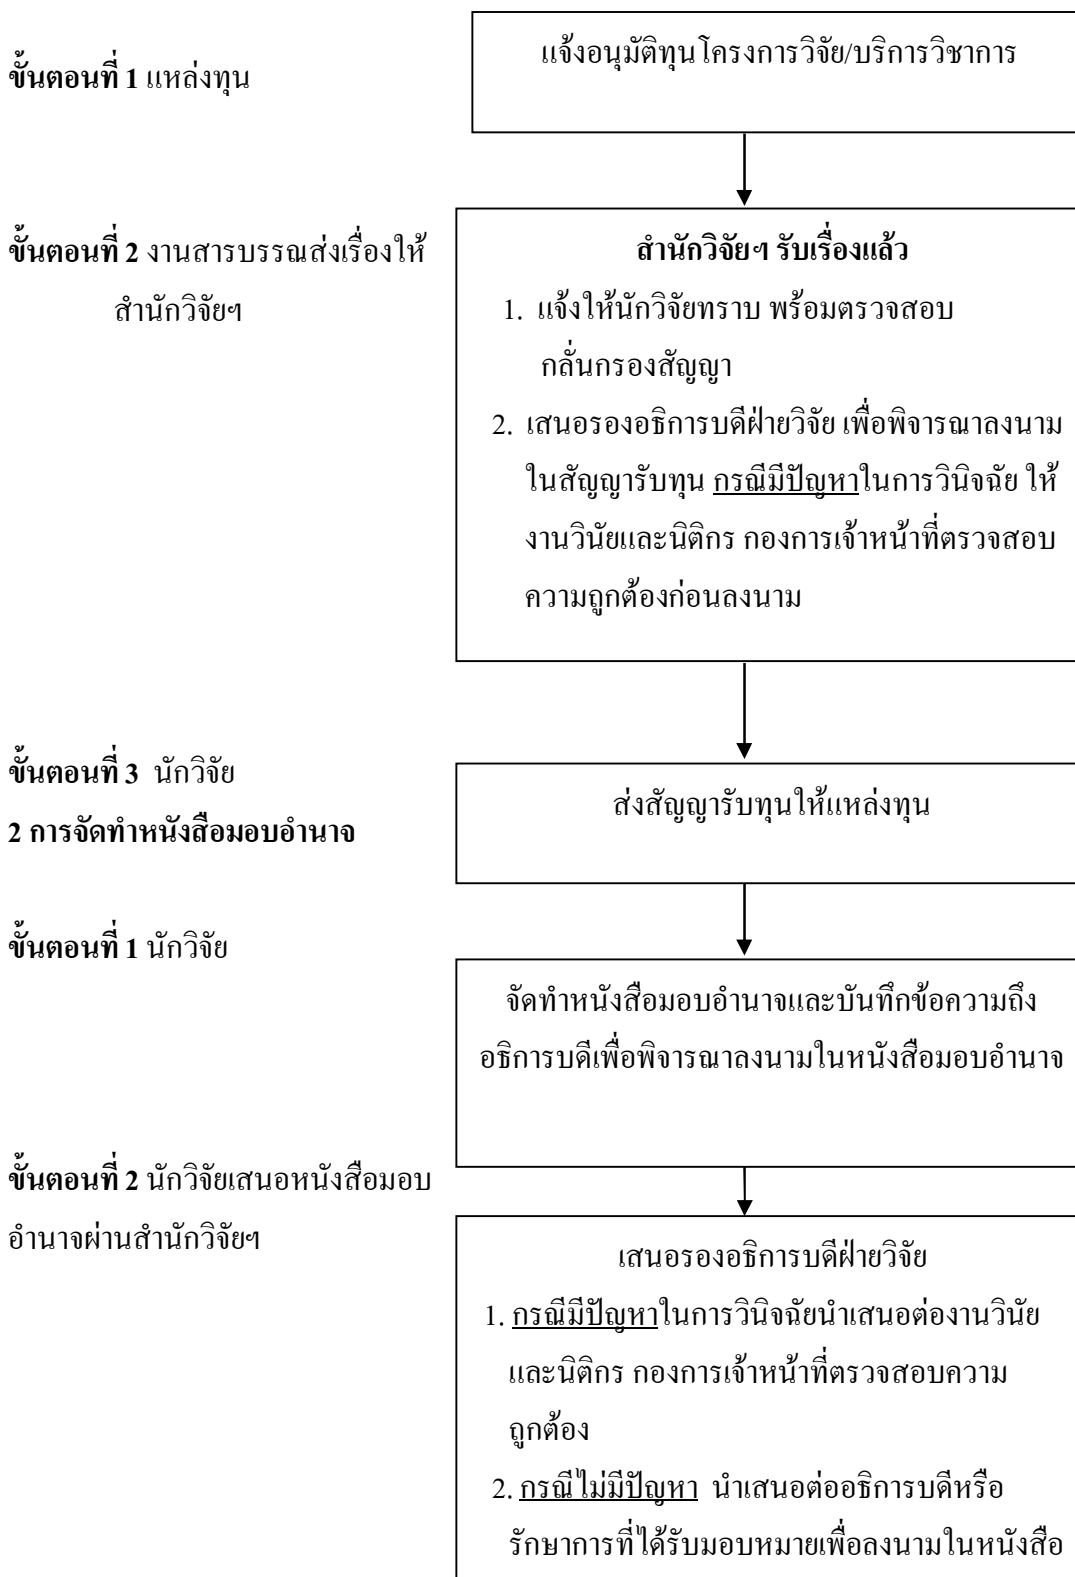 แจ้งอนุมัติทุนโครงการวิจัย/บริการวิชาการ
ขั้นตอนที่ 1 แหล่งทุน
ขั้นตอนที่ 2 งานสารบรรณส่งเรื่องให้
สำนักวิจัยฯ
สำนักวิจัยฯ รับเรื่องแล้ว
1. แจ้งให้นักวิจัยทราบ พร้อมตรวจสอบ
กลั่นกรองสัญญา
2. เสนอรองอธิการบดีฝ่ายวิจัย เพื่อพิจารณาลงนาม
ในสัญญารับทุน กรณีมีปัญหาในการวินิจฉัย ให้
งานวินัยและนิติกร กองการเจ้าหน้าที่ตรวจสอบ
ความถูกต้องก่อนลงนาม
ขั้นตอนที่ 3 นักวิจัย
ส่งสัญญารับทุนให้แหล่งทุน
2 การจัดทำหนังสือมอบอำนาจ
ขั้นตอนที่ 1 นักวิจัย
จัดทำหนังสือมอบอำนาจและบันทึกข้อความถึง
อธิการบดีเพื่อพิจารณาลงนามในหนังสือมอบอำนาจ
ขั้นตอนที่ 2 นักวิจัยเสนอหนังสือมอบ
อำนาจผ่านสำนักวิจัยฯ
เสนอรองอธิการบดีฝ่ายวิจัย
1. กรณีมีปัญหาในการวินิจฉัยนำเสนอต่องานวินัย
และนิติกร กองการเจ้าหน้าที่ตรวจสอบความ
ถูกต้อง
2. กรณีไม่มีปัญหา นำเสนอต่ออธิการบดีหรือ
รักษาการที่ได้รับมอบหมายเพื่อลงนามในหนังสือ